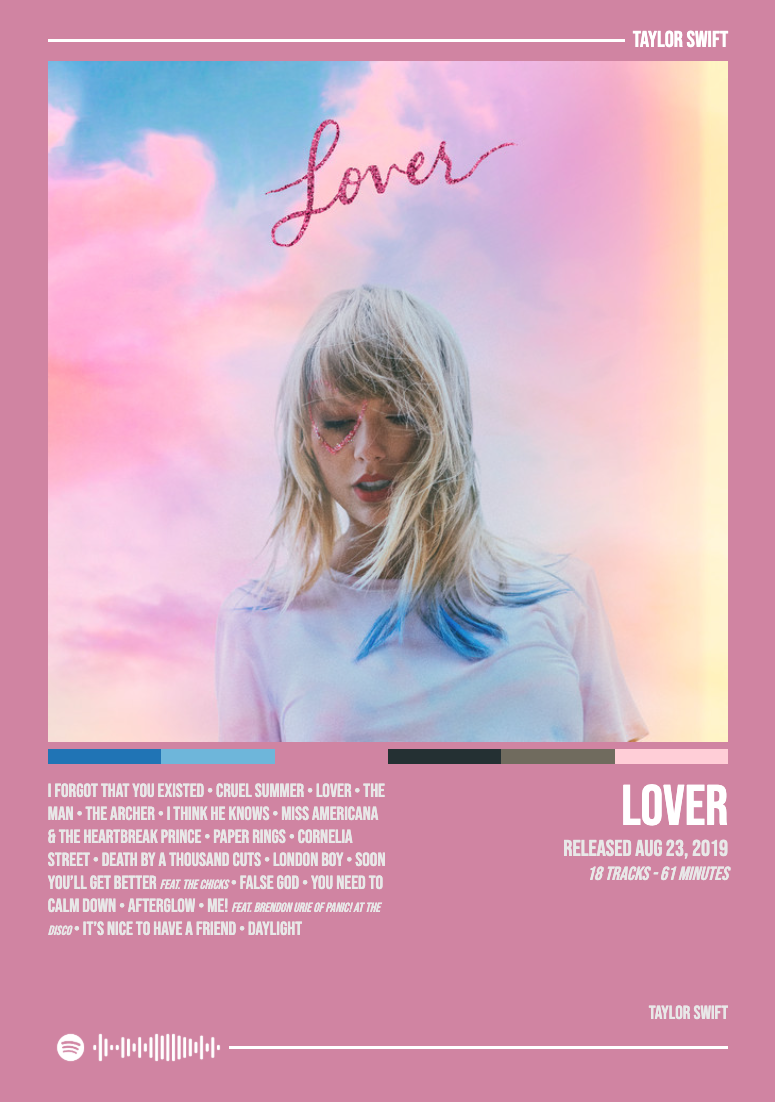 TAYLOR SWIFT
Lover
I FORGOT THAT YOU EXISTED • CRUEL SUMMER • LOVER • THE
MAN • THE ARCHER • I THINK HE KNOWS • MISS AMERICANA
& THE HEARTBREAK PRINCE • PAPER RINGS • CORNELIA
STREET • DEATH BY A THOUSAND CUTS • LONDON BOY • SOON
YOU'LL GET BETTER FEAT. THE CHICKS • FALSE GOD • YOU NEED TO
CALM DOWN • AFTERGLOW • ME! FEAT. BRENDON URIE OF PANIC! AT THE
DISCO • IT'S NICE TO HAVE A FRIEND • DAYLIGHT
LOVER
RELEASED AUG 23, 2019
18 TRACKS - 61 MINUTES
TAYLOR SWIFT